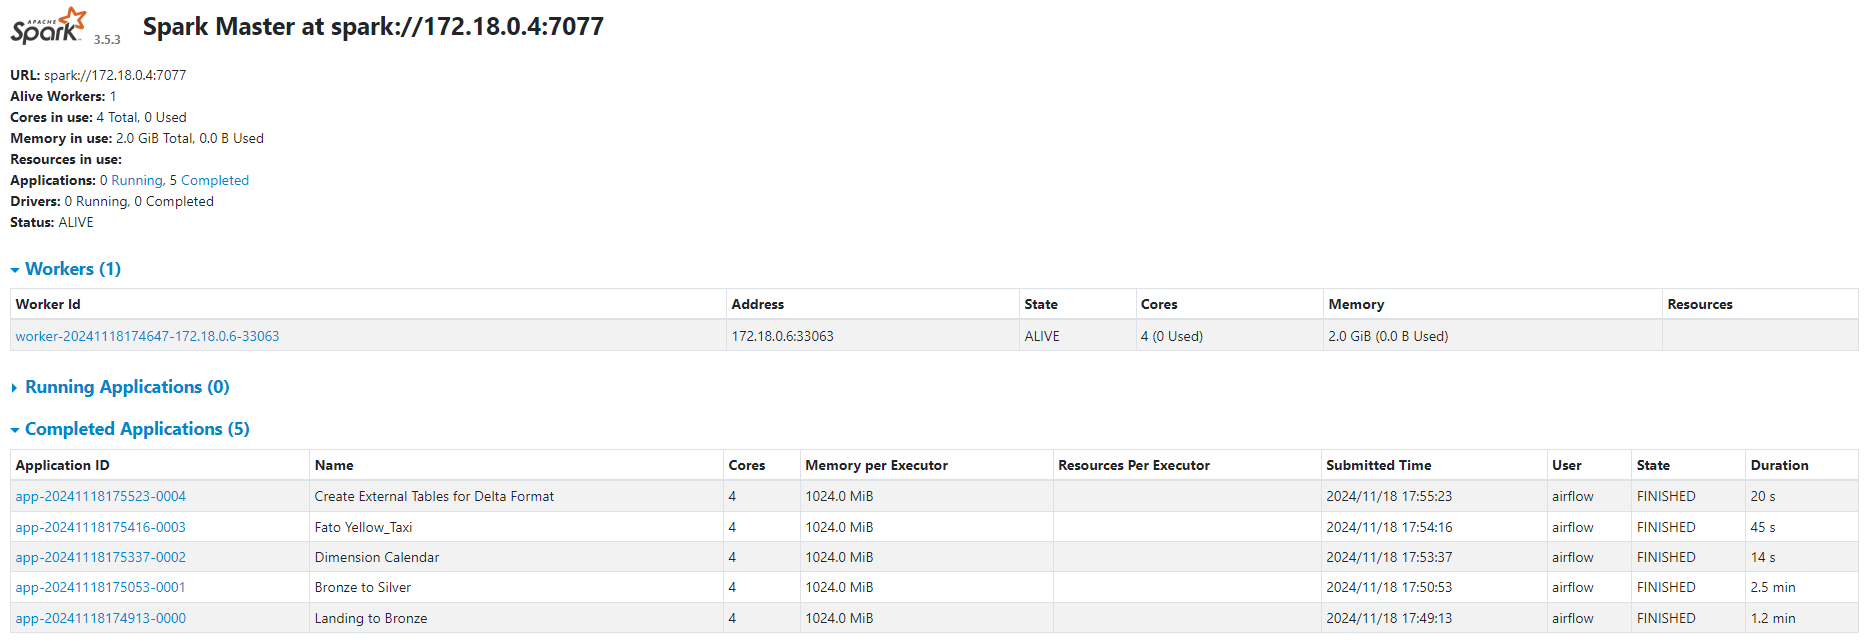 APACHE
Spark 3.5.3 Spark Master at spark://172.18.0.4:7077
URL: spark://172.18.0.4:7077
Alive Workers: 1
Cores in use: 4 Total, 0 Used
Memory in use: 2.0 GiB Total, 0.0 B Used
Resources in use:
Applications: 0 Running, 5 Completed
Drivers: 0 Running, 0 Completed
Status: ALIVE
Workers (1)
Worker Id Address State Cores Memory Resources
worker-20241118174647-172.18.0.6-33063 172.18.0.6:33063 ALIVE 4 (0 Used) 2.0 GiB (0.0 B Used)
Running Applications (0)
Completed Applications (5)
Application ID Name Cores Memory per Executor Resources Per Executor Submitted Time User State Duration
app-20241118175523-0004 Create External Tables for Delta Format 4 1024.0 MiB 2024/11/18 17:55:23 airflow FINISHED 20 s
app-20241118175416-0003 Fato Yellow_Taxi 4 1024.0 MiB 2024/11/18 17:54:16 airflow FINISHED 45 s
app-20241118175337-0002 Dimension Calendar 4 1024.0 MiB 2024/11/18 17:53:37 airflow FINISHED 14 s
app-20241118175053-0001 Bronze to Silver 4 1024.0 MiB 2024/11/18 17:50:53 airflow FINISHED 2.5 min
app-20241118174913-0000 Landing to Bronze 4 1024.0 MiB 2024/11/18 17:49:13 airflow FINISHED 1.2 min